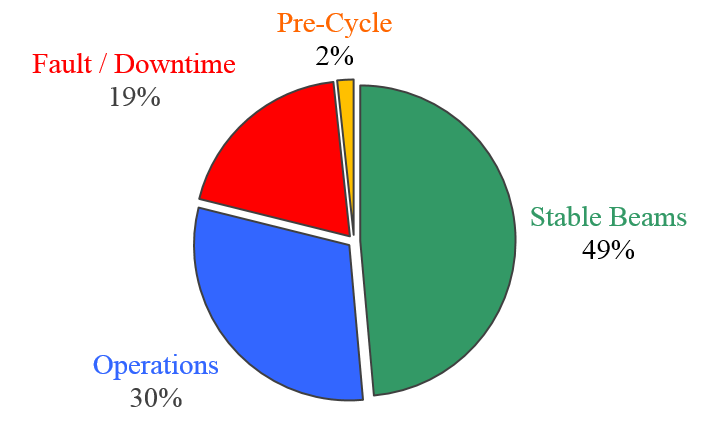 Pre-Cycle
2%
Fault / Downtime
19%
Stable Beams
49%
Operations
30%